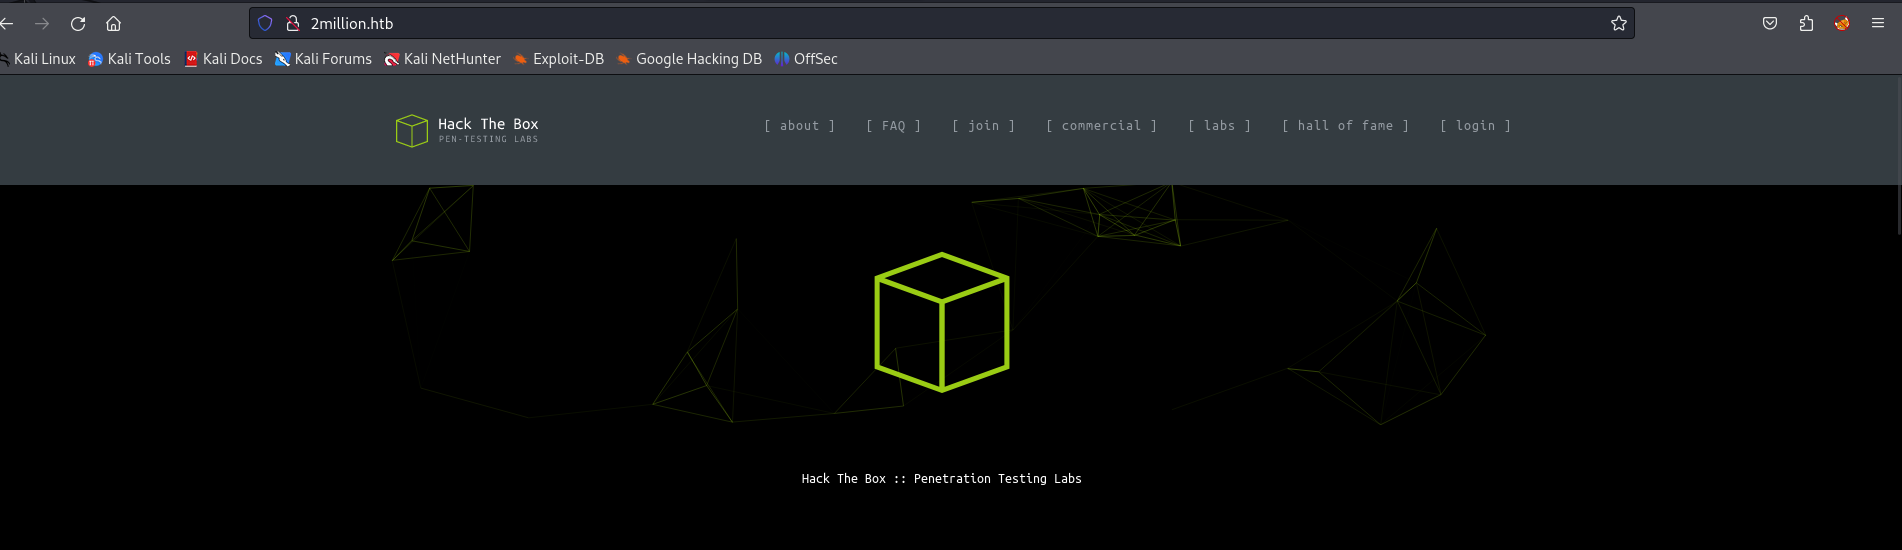 2million.htb
Kali Linux Kali Tools Kali Docs Kali Forums Kali NetHunter Exploit-DB Google Hacking DB OffSec
Hack The Box
PEN-TESTING LABS
[ about ] [ FAQ ] [ join ] [ commercial ] [ labs ] [ hall of fame ] [ login ]
Hack The Box :: Penetration Testing Labs